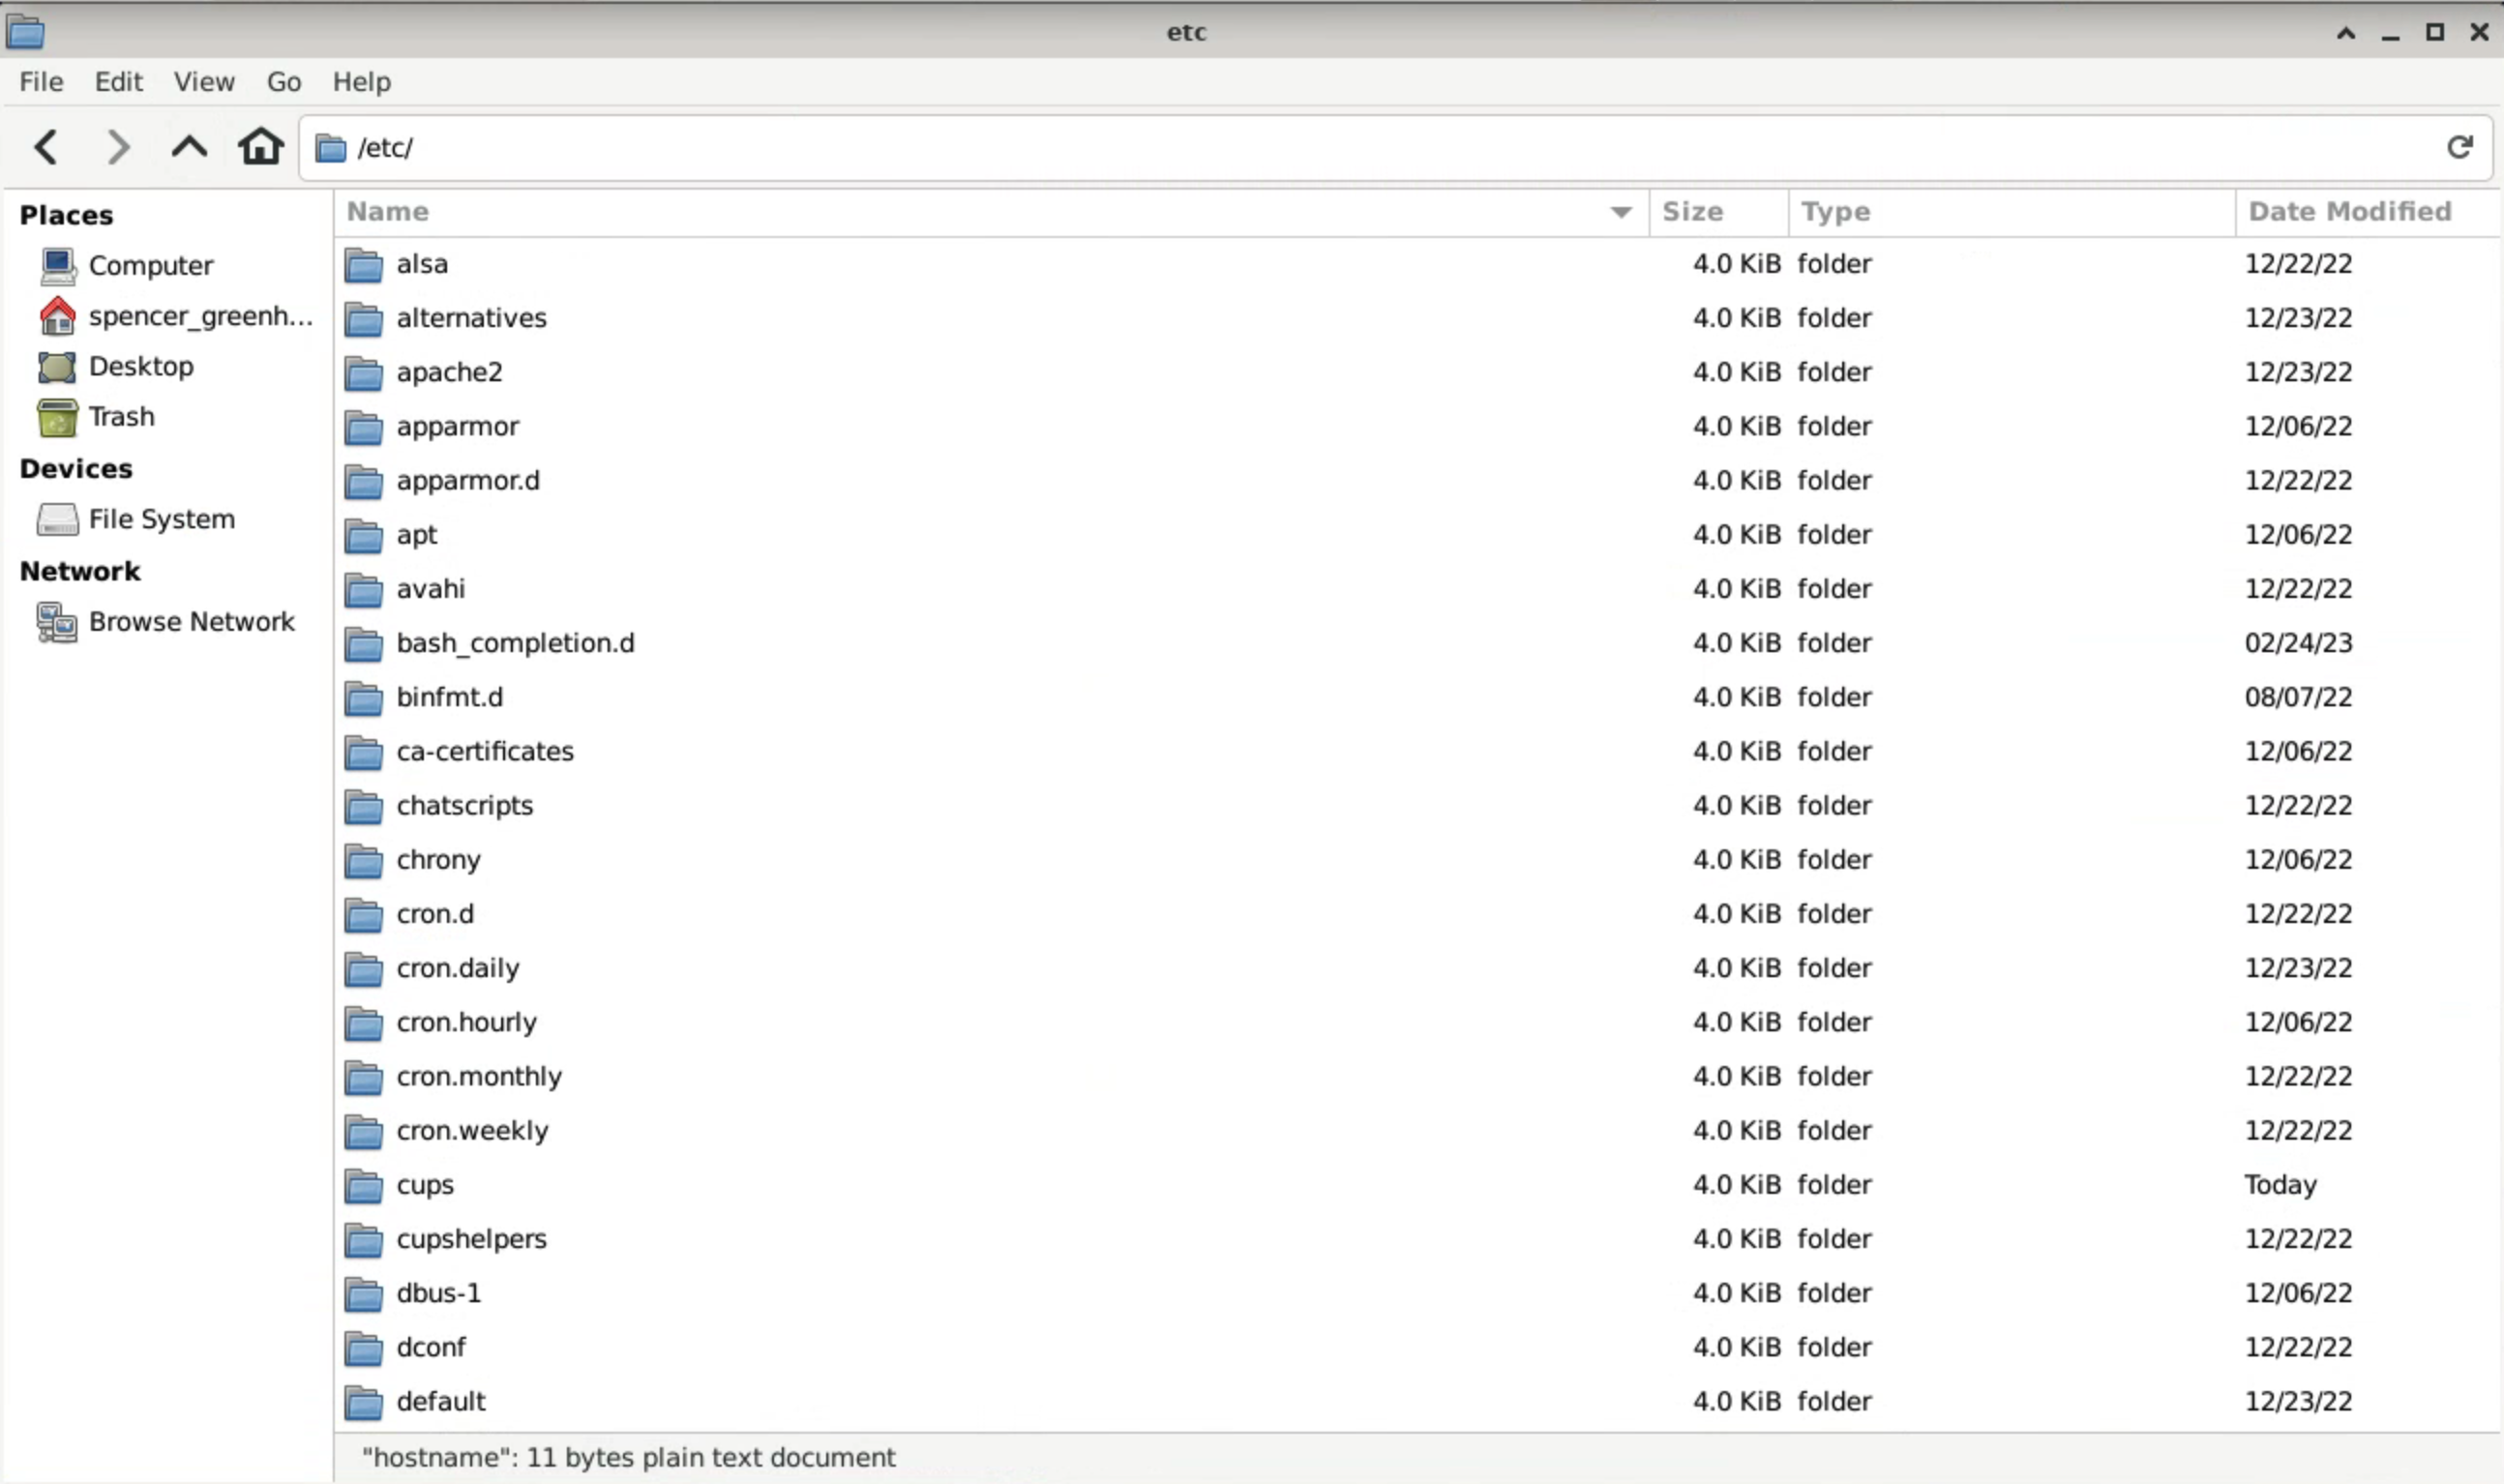 etc
File Edit View Go Help
/etc/
Places
Computer
spencer_greenh...
Desktop
Trash
Devices
File System
Network
Browse Network
Name Size Type Date Modified
alsa 4.0 KiB folder 12/22/22
alternatives 4.0 KiB folder 12/23/22
apache2 4.0 KiB folder 12/23/22
apparmor 4.0 KiB folder 12/06/22
apparmor.d 4.0 KiB folder 12/22/22
apt 4.0 KiB folder 12/06/22
avahi 4.0 KiB folder 12/22/22
bash_completion.d 4.0 KiB folder 02/24/23
binfmt.d 4.0 KiB folder 08/07/22
ca-certificates 4.0 KiB folder 12/06/22
chatscripts 4.0 KiB folder 12/22/22
chrony 4.0 KiB folder 12/06/22
cron.d 4.0 KiB folder 12/22/22
cron.daily 4.0 KiB folder 12/23/22
cron.hourly 4.0 KiB folder 12/06/22
cron.monthly 4.0 KiB folder 12/22/22
cron.weekly 4.0 KiB folder 12/22/22
cups 4.0 KiB folder Today
cupshelpers 4.0 KiB folder 12/22/22
dbus-1 4.0 KiB folder 12/06/22
dconf 4.0 KiB folder 12/22/22
default 4.0 KiB folder 12/23/22
"hostname": 11 bytes plain text document